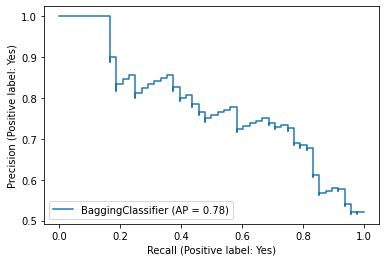 Precision (Positive label: Yes)
1.0
0.9
0.8
0.7
0.6
0.5
BaggingClassifier (AP = 0.78)
0.0 0.2 0.4 0.6 0.8 1.0
Recall (Positive label: Yes)